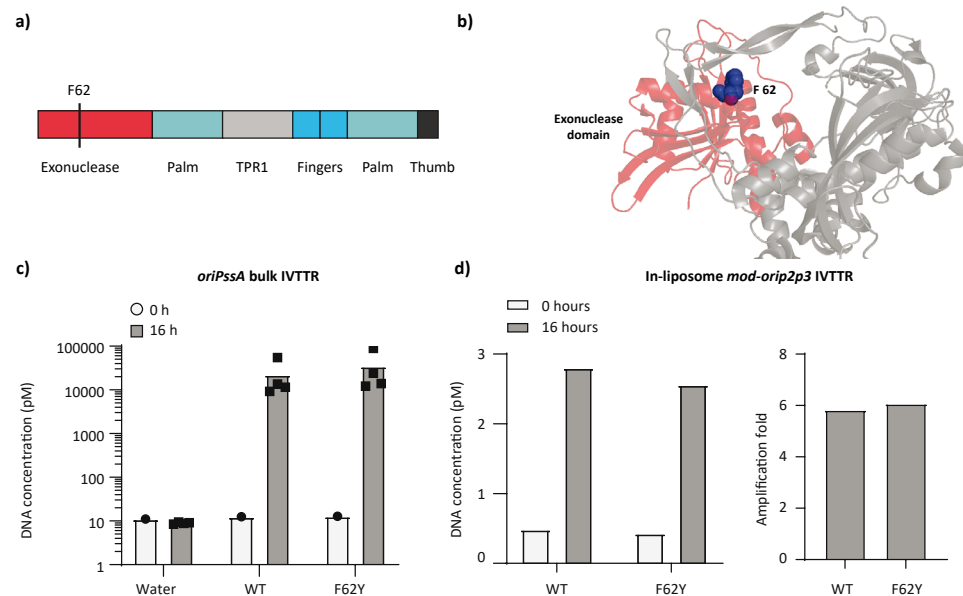 a)
F62
Exonuclease Palm TPR1 Fingers Palm Thumb
b)
F 62
Exonuclease
domain
c)
oriPssA bulk IVTTR
0 h
16 h
DNA concentration (pM)
100000
10000
1000
100
10
1
Water WT F62Y
d)
In-liposome mod-orip2p3 IVTTR
0 hours
16 hours
DNA concentration (pM)
3
2
1
0
WT F62Y
Amplification fold
8
6
4
2
0
WT F62Y